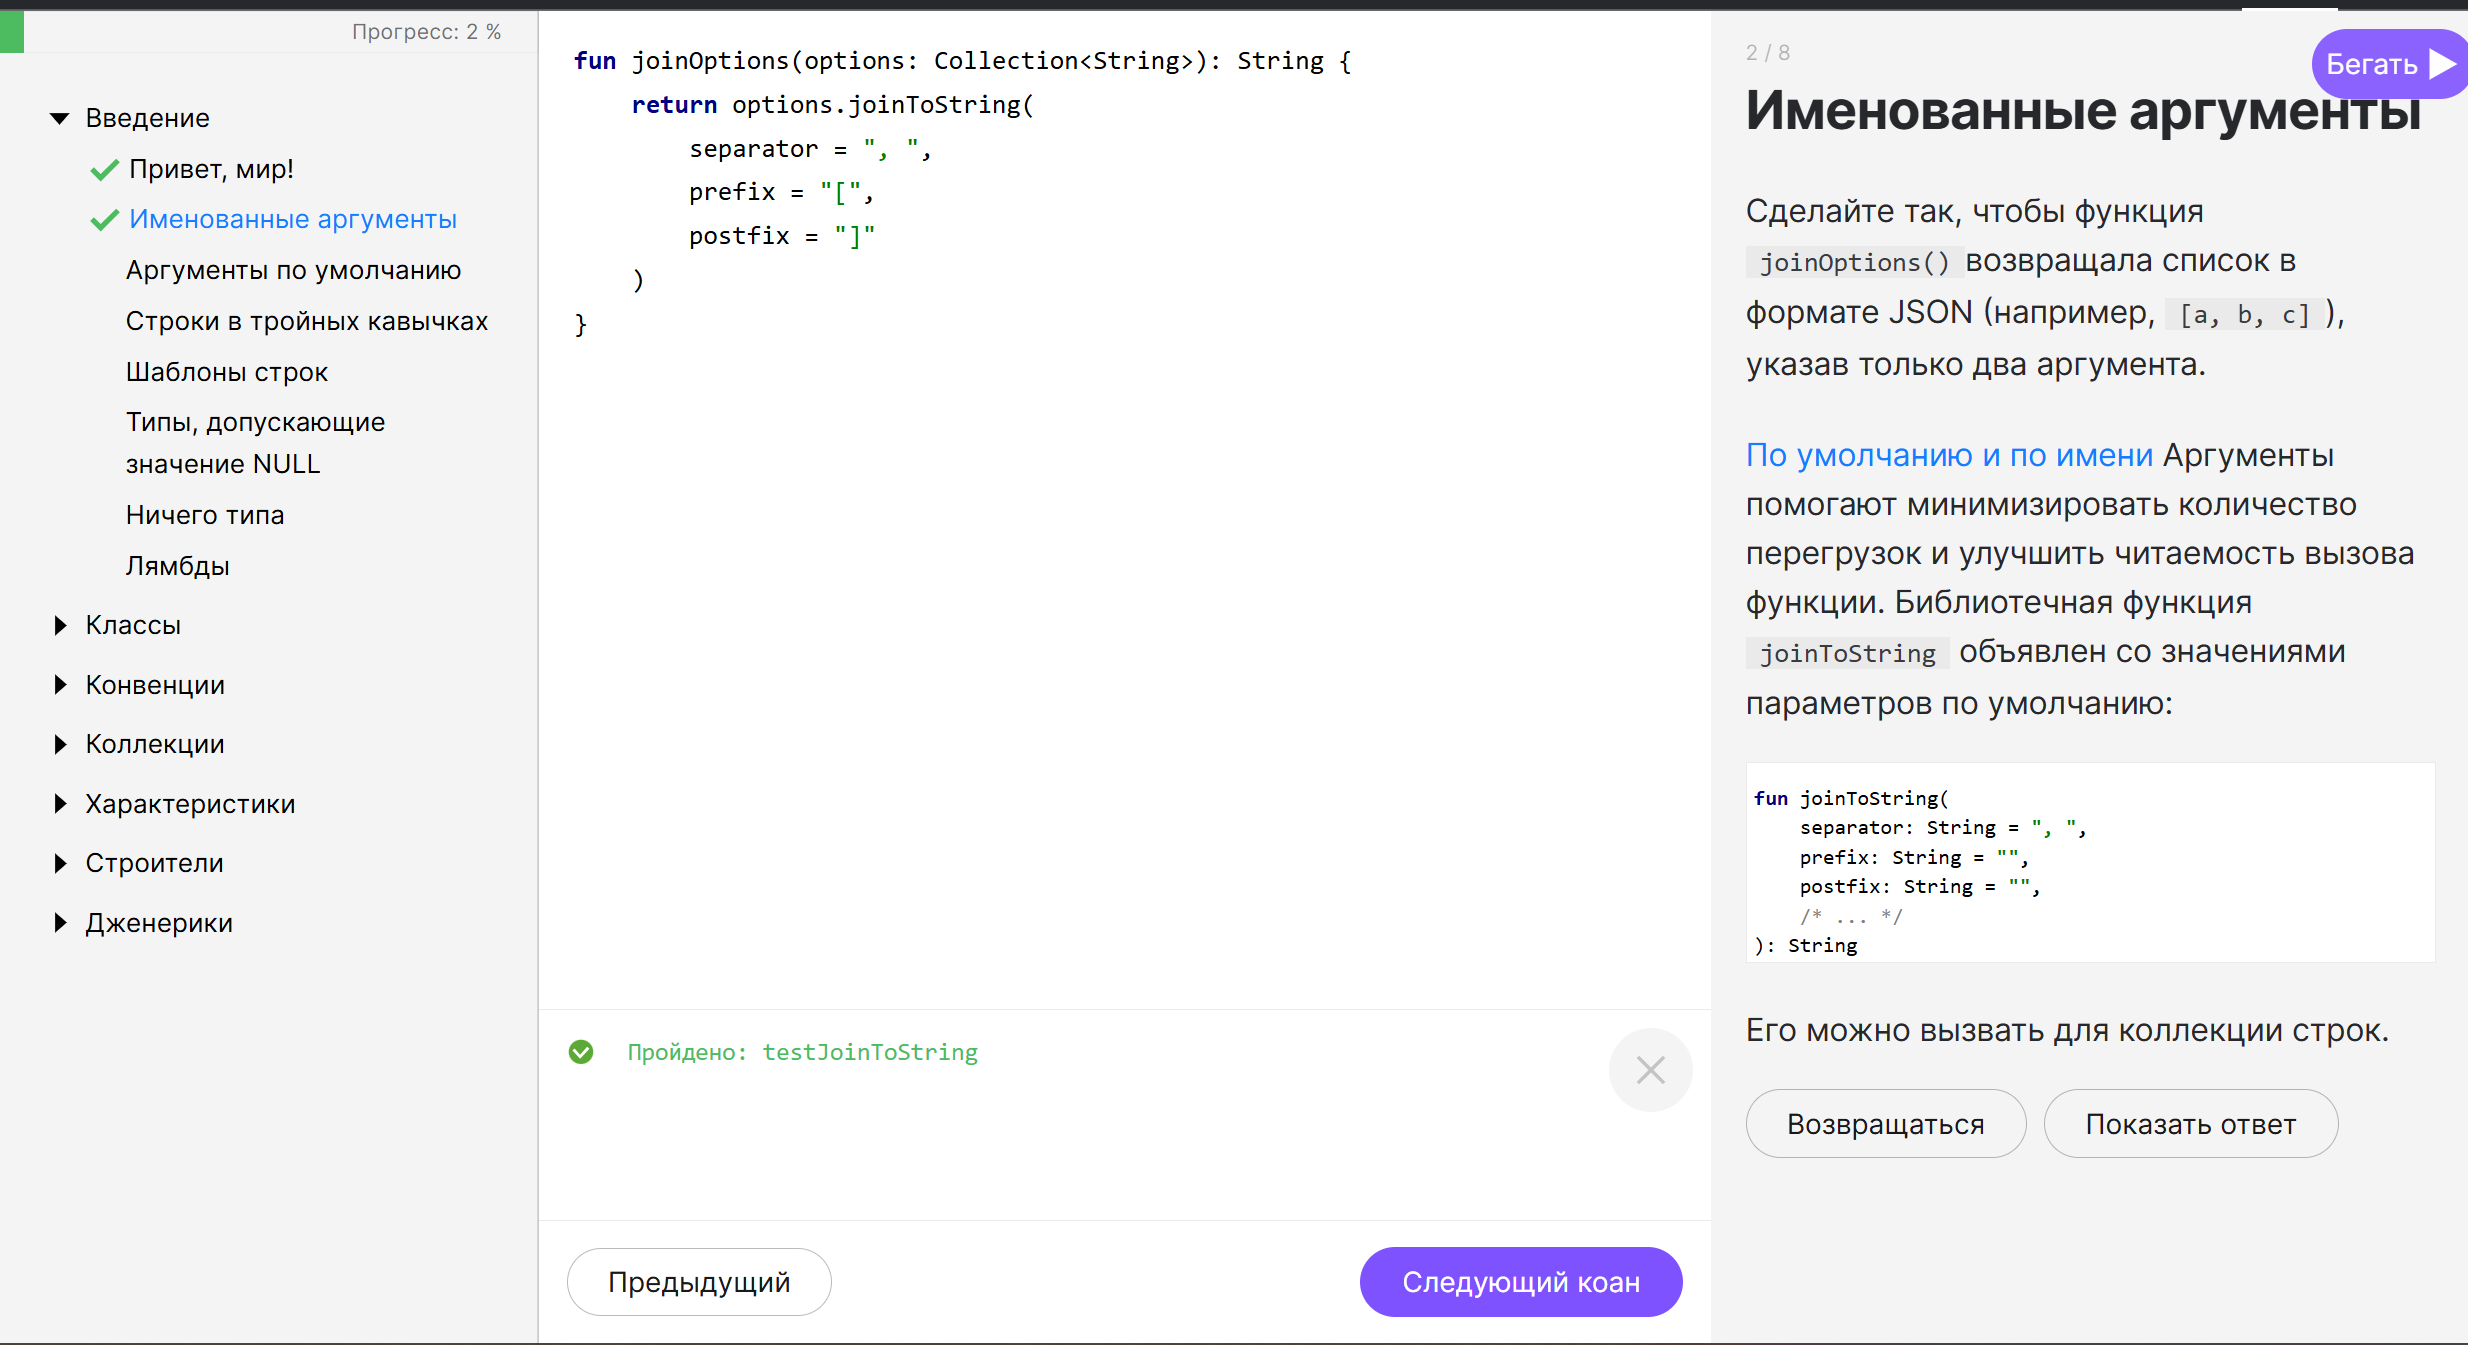 Прогресс: 2 %
Введение
Привет, мир!
Именованные аргументы
Аргументы по умолчанию
Строки в тройных кавычках
Шаблоны строк
Типы, допускающие
значение NULL
Ничего типа
Лямбды
Классы
Конвенции
Коллекции
Характеристики
Строители
Дженерики
fun joinOptions(options: Collection<String>): String {
    return options.joinToString(
        separator = ", ",
        prefix = "[",
        postfix = "]"
    )
}
Пройдено: testJoinToString
Предыдущий
Следующий коан
2 / 8
Бегать
Именованные аргументы
Сделайте так, чтобы функция
joinOptions() возвращала список в
формате JSON (например, [a, b, c] ),
указав только два аргумента.
По умолчанию и по имени Аргументы
помогают минимизировать количество
перегрузок и улучшить читаемость вызова
функции. Библиотечная функция
joinToString объявлен со значениями
параметров по умолчанию:
fun joinToString(
    separator: String = ", ",
    prefix: String = "",
    postfix: String = "",
    /* ... */
): String
Его можно вызвать для коллекции строк.
Возвращаться
Показать ответ